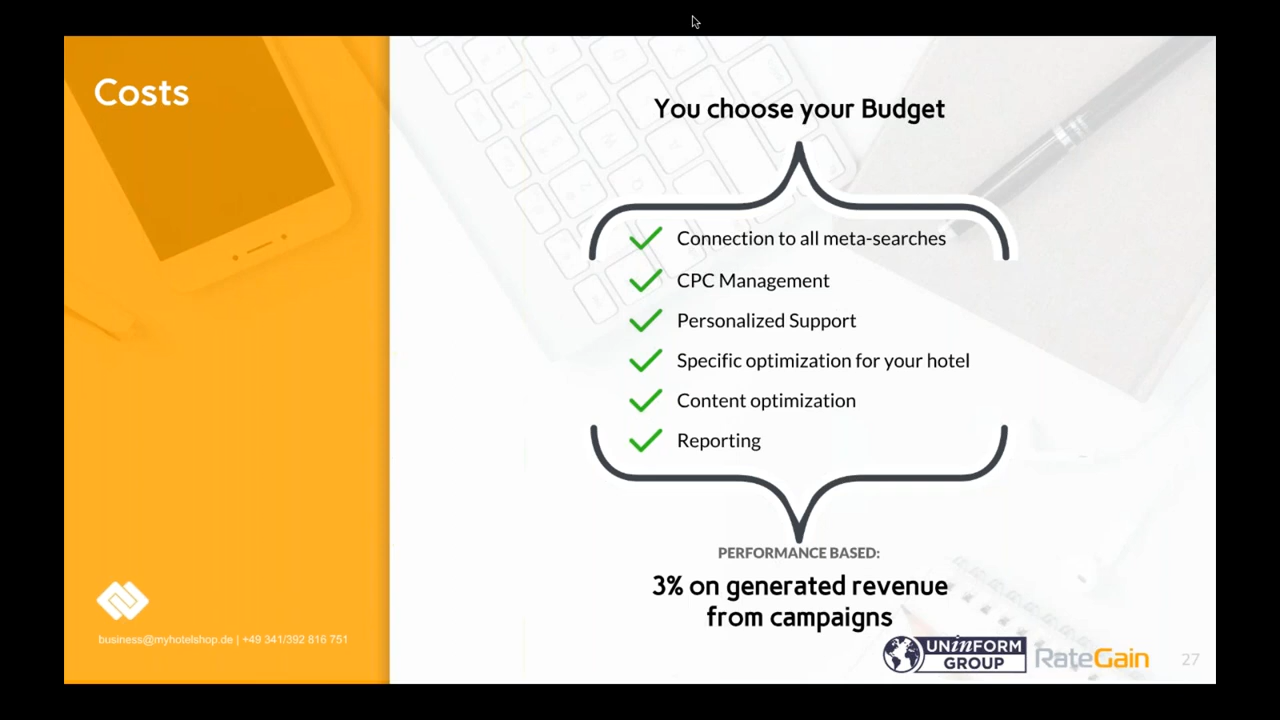 Costs
You choose your Budget
Connection to all meta-searches
CPC Management
Personalized Support
Specific optimization for your hotel
Content optimization
Reporting
PERFORMANCE BASED:
3% on generated revenue
from campaigns
business@myhotelshop.de | +49 341/392 816 751
UNINFORM
GROUP
RateGain
27